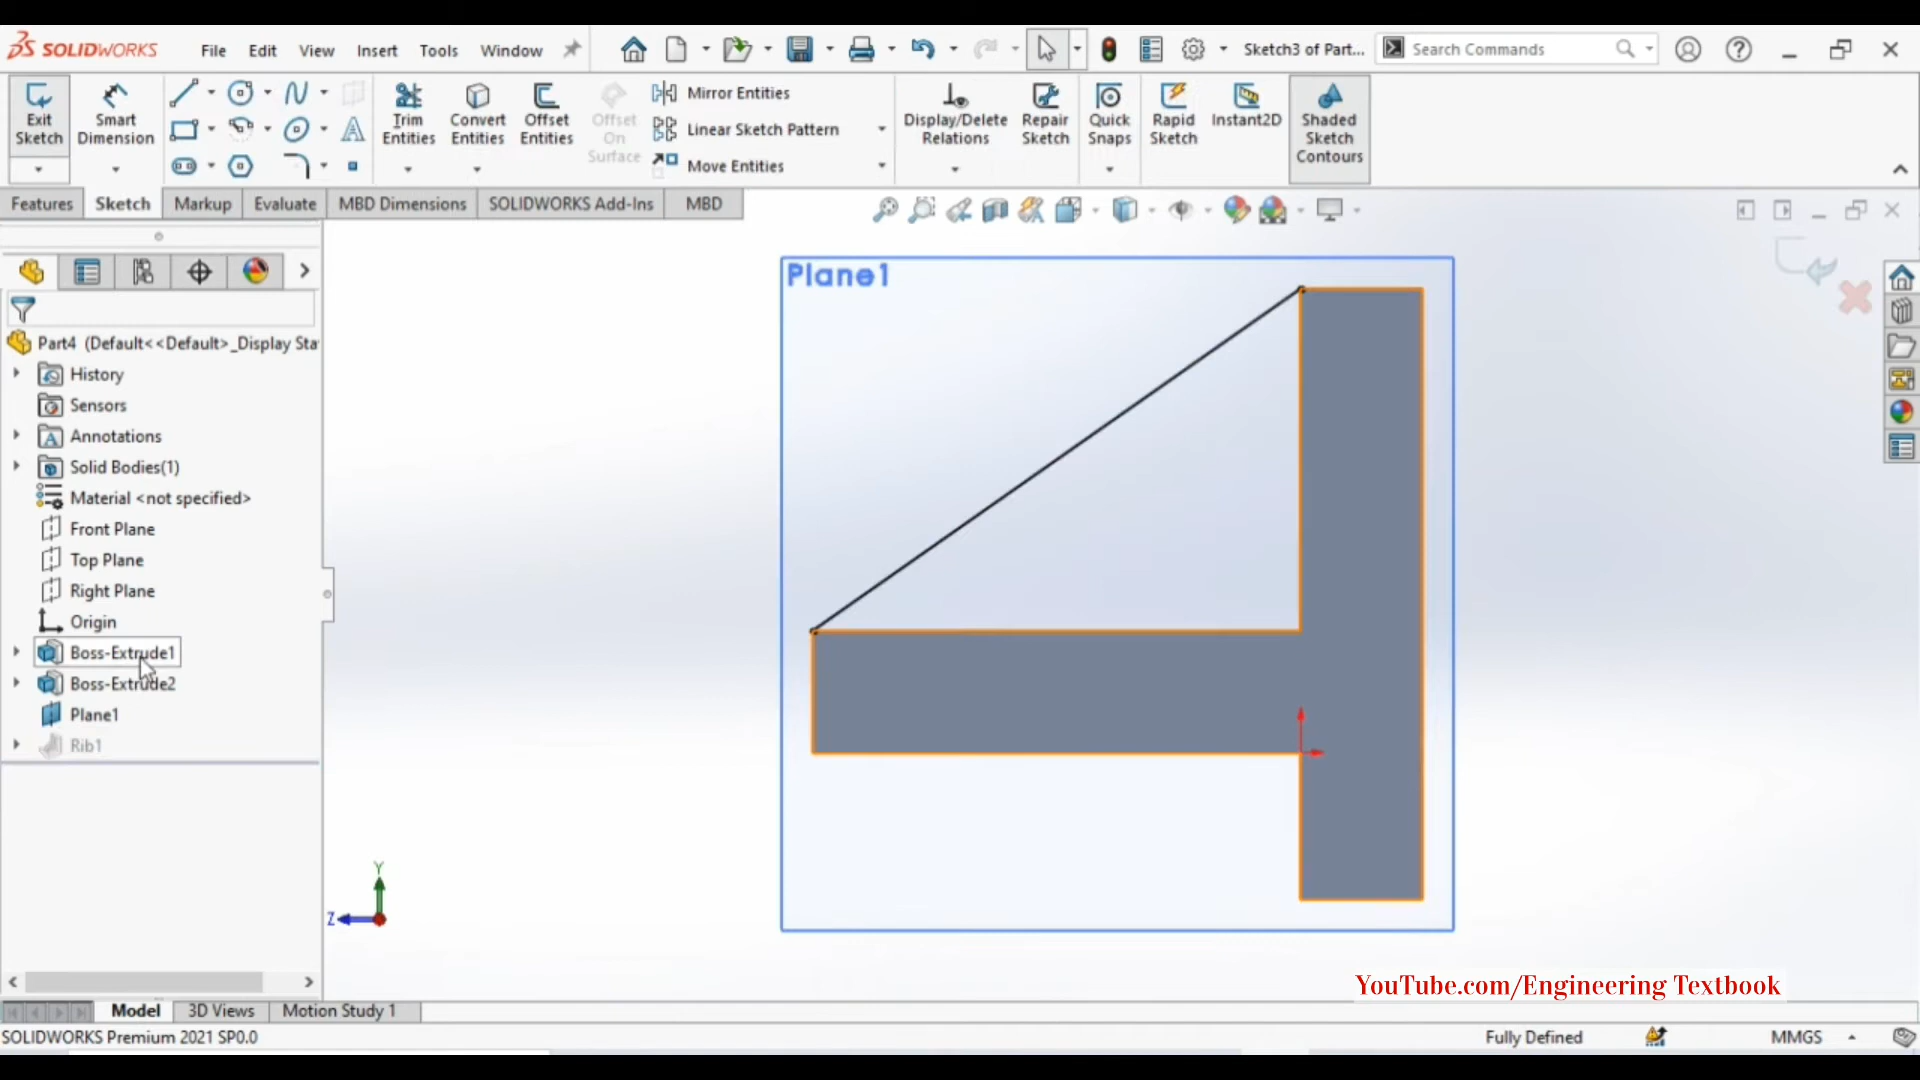 SOLIDWORKS File Edit View Insert Tools Window Sketch3 of Part... Search Commands
Exit Sketch
Smart Dimension
Trim Entities
Convert Entities
Offset Entities
Offset On Surface
Mirror Entities
Linear Sketch Pattern
Move Entities
Display/Delete Relations
Repair Sketch
Quick Snaps
Rapid Sketch
Instant2D
Shaded Sketch Contours
Features Sketch Markup Evaluate MBD Dimensions SOLIDWORKS Add-Ins MBD
Part4 (Default<<Default>_Display Sta
History
Sensors
Annotations
Solid Bodies(1)
Material <not specified>
Front Plane
Top Plane
Right Plane
Origin
Boss-Extrude1
Boss-Extrude2
Plane1
Rib1
Plane1
Y
Z
YouTube.com/Engineering Textbook
Model 3D Views Motion Study 1
SOLIDWORKS Premium 2021 SP0.0 Fully Defined MMGS